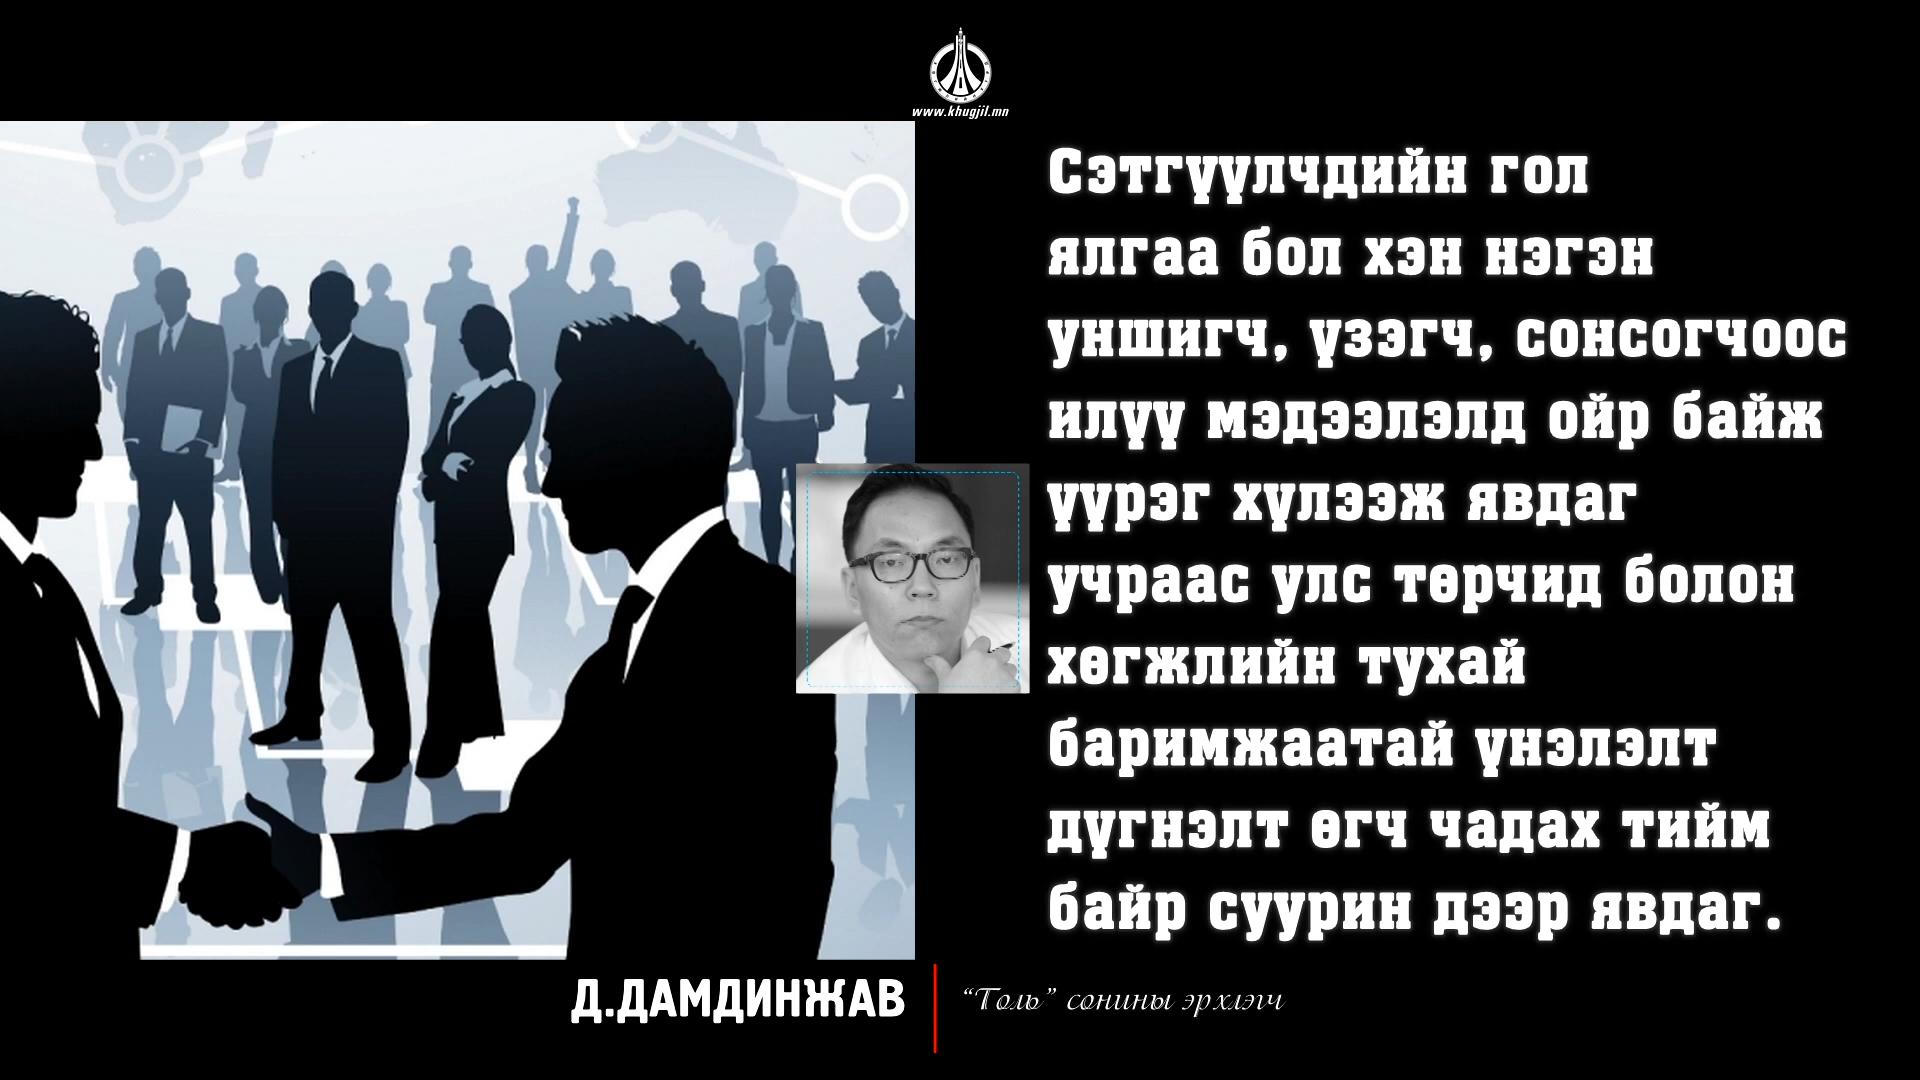 www.khugjil.mn
Сэтгүүлчдийн гол
ялгаа бол хэн нэгэн
уншигч, үзэгч, сонсогчоос
илүү мэдээлэлд ойр байж
үүрэг хүлээж явдаг
учраас улс төрчид болон
хөгжлийн тухай
баримжаатай үнэлэлт
дүгнэлт өгч чадах тийм
байр суурин дээр явдаг.
Д.ДАМДИНЖАВ
“Толь” сонины эрхлэгч